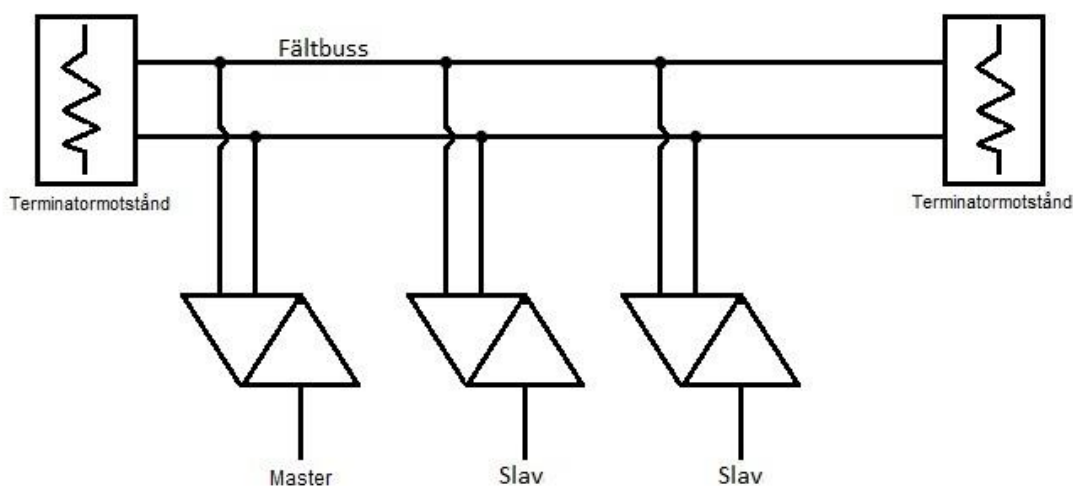 Fältbuss
Terminatormotstånd
Terminatormotstånd
Master
Slav
Slav